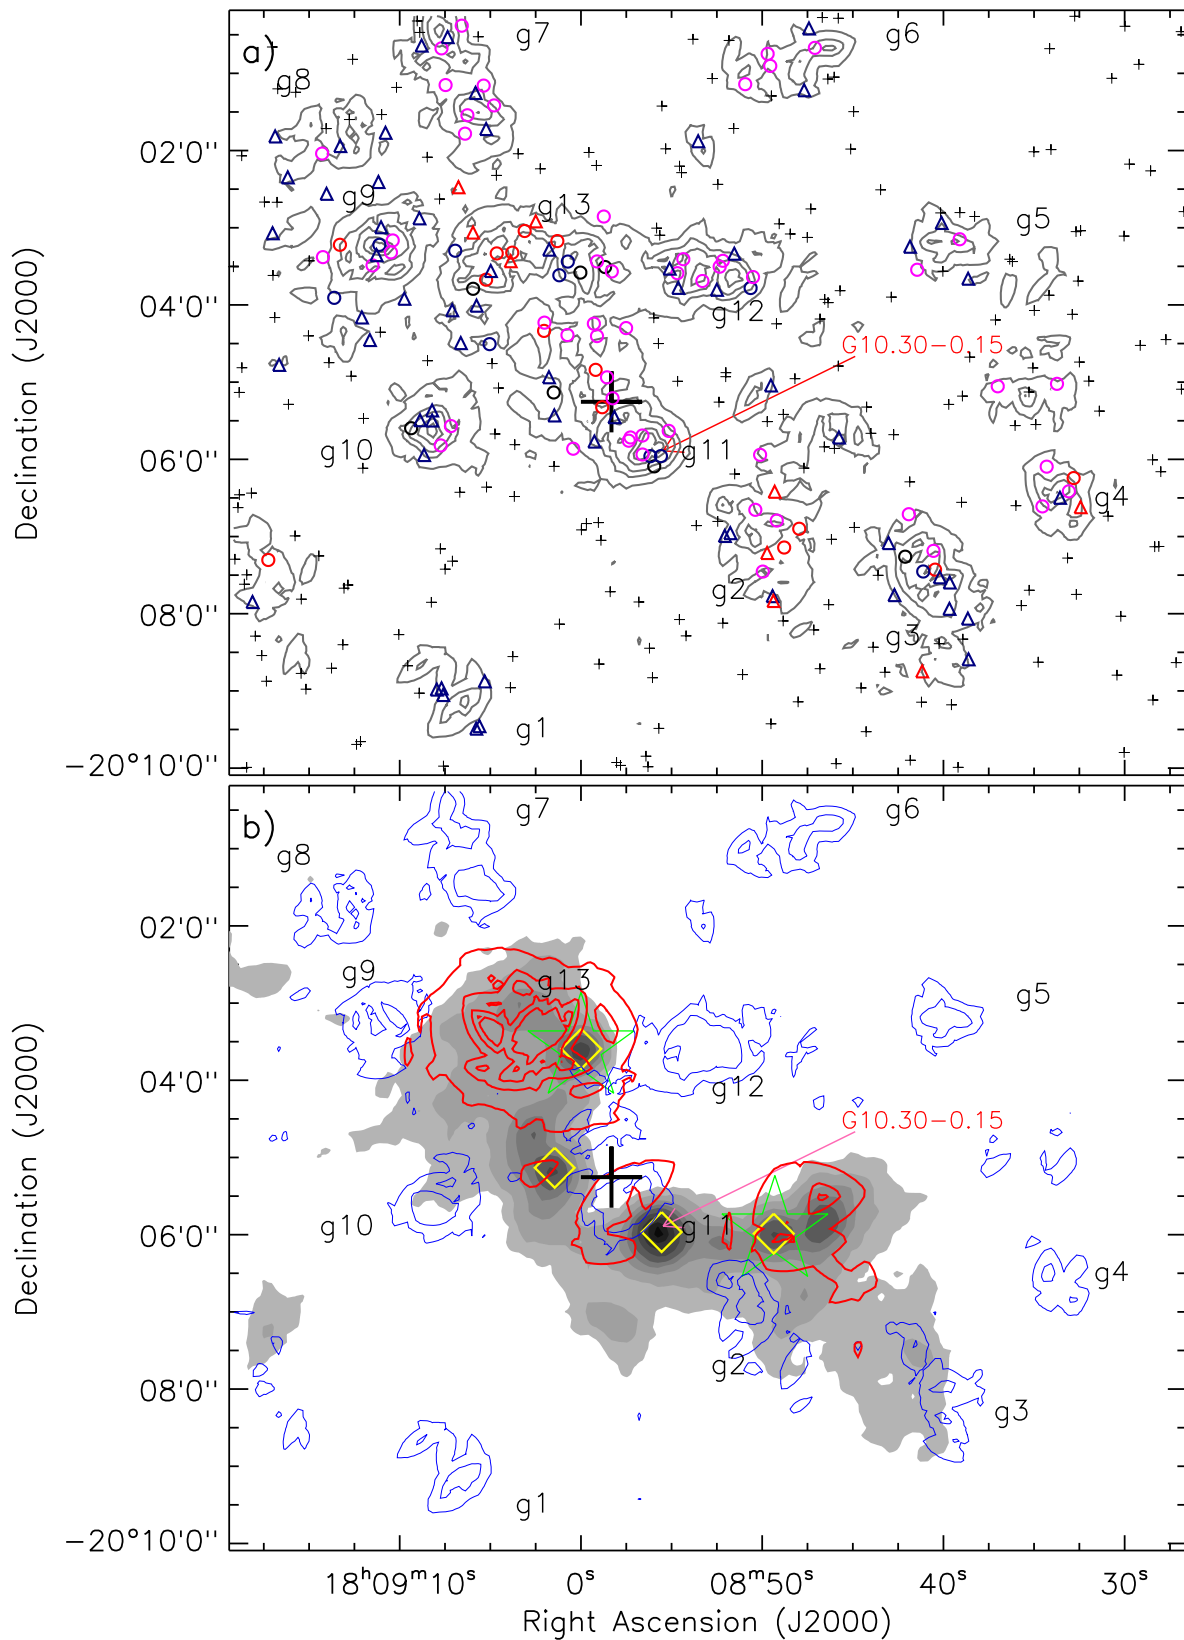 a)
g7
g6
g8
02'0''
g9
g13
g5
04'0''
g12
G10.30−0.15
06'0''
g10
g11
g4
g2
08'0''
g3
g1
−20°10'0''
Declination (J2000)
b)
g7
g6
g8
02'0''
g9
g13
g5
04'0''
g12
G10.30−0.15
g10
g11
06'0''
g4
g2
08'0''
g3
g1
−20°10'0''
Declination (J2000)
18ʰ09ᵐ10ˢ 0ˢ 08ᵐ50ˢ 40ˢ 30ˢ
Right Ascension (J2000)